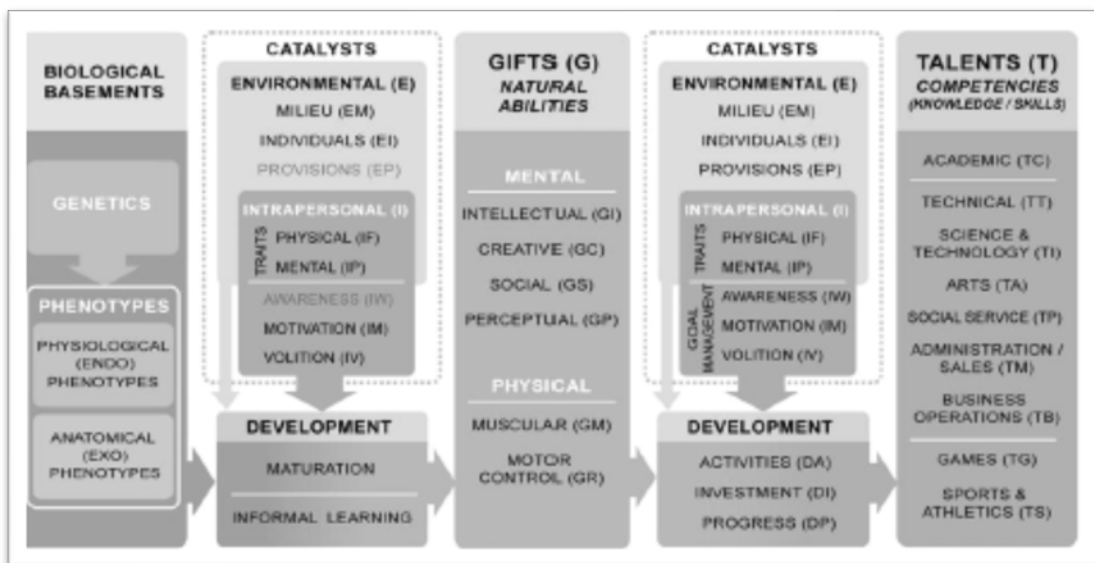 BIOLOGICAL
BASEMENTS
GENETICS
PHENOTYPES
PHYSIOLOGICAL
(ENDO)
PHENOTYPES
ANATOMICAL
(EXO)
PHENOTYPES
CATALYSTS
ENVIRONMENTAL (E)
MILIEU (EM)
INDIVIDUALS (EI)
PROVISIONS (EP)
INTRAPERSONAL (I)
TRAITS
PHYSICAL (IF)
MENTAL (IP)
AWARENESS (IW)
MOTIVATION (IM)
VOLITION (IV)
DEVELOPMENT
MATURATION
INFORMAL LEARNING
GIFTS (G)
NATURAL
ABILITIES
MENTAL
INTELLECTUAL (GI)
CREATIVE (GC)
SOCIAL (GS)
PERCEPTUAL (GP)
PHYSICAL
MUSCULAR (GM)
MOTOR
CONTROL (GR)
CATALYSTS
ENVIRONMENTAL (E)
MILIEU (EM)
INDIVIDUALS (EI)
PROVISIONS (EP)
INTRAPERSONAL (I)
TRAITS
PHYSICAL (IF)
MENTAL (IP)
GOAL
MANAGEMENT
AWARENESS (IW)
MOTIVATION (IM)
VOLITION (IV)
DEVELOPMENT
ACTIVITIES (DA)
INVESTMENT (DI)
PROGRESS (DP)
TALENTS (T)
COMPETENCIES
(KNOWLEDGE / SKILLS)
ACADEMIC (TC)
TECHNICAL (TT)
SCIENCE &
TECHNOLOGY (TI)
ARTS (TA)
SOCIAL SERVICE (TP)
ADMINISTRATION /
SALES (TM)
BUSINESS
OPERATIONS (TB)
GAMES (TG)
SPORTS &
ATHLETICS (TS)